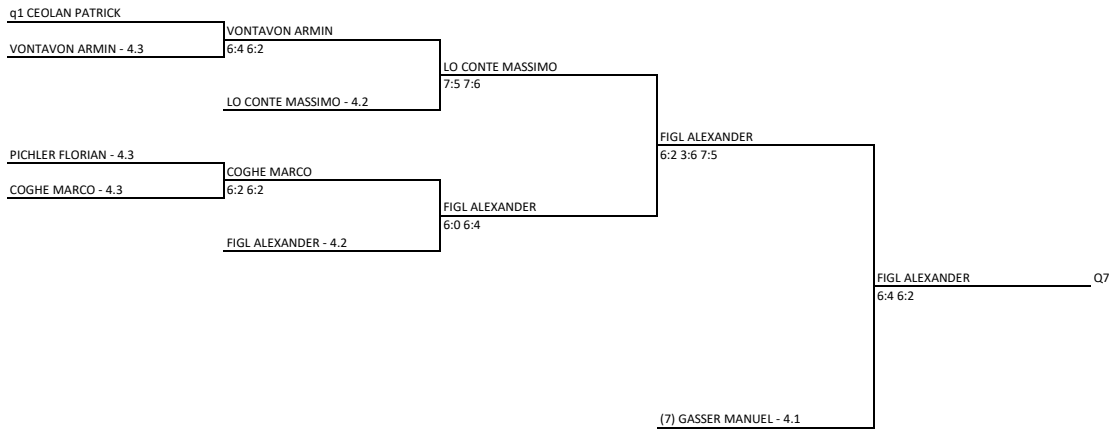 q1 CEOLAN PATRICK
VONTAVON ARMIN
VONTAVON ARMIN - 4.3
6:4 6:2
LO CONTE MASSIMO
7:5 7:6
LO CONTE MASSIMO - 4.2
FIGL ALEXANDER
6:2 3:6 7:5
PICHLER FLORIAN - 4.3
COGHE MARCO
COGHE MARCO - 4.3
6:2 6:2
FIGL ALEXANDER
6:0 6:4
FIGL ALEXANDER - 4.2
FIGL ALEXANDER
Q7
6:4 6:2
(7) GASSER MANUEL - 4.1